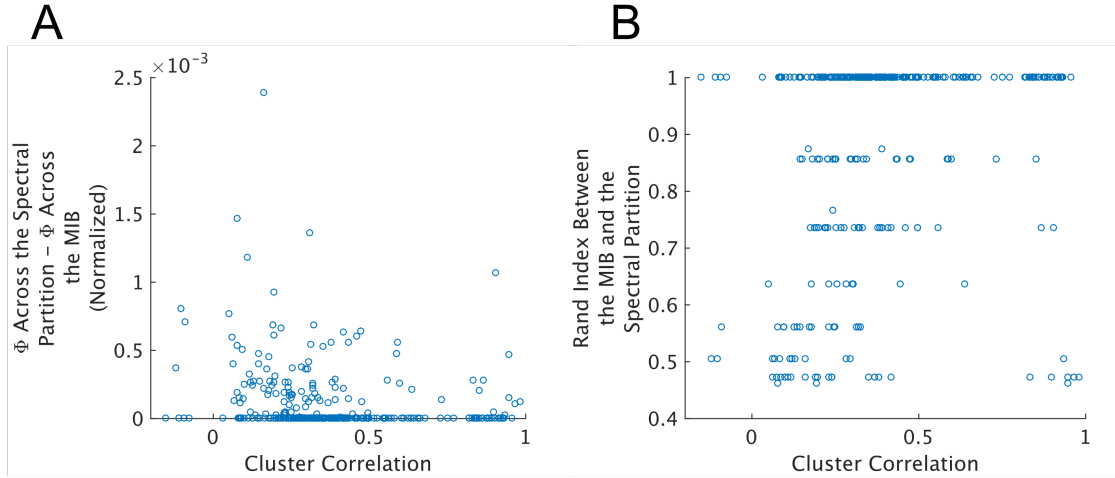 A
B
×10⁻³
2.5
2
1.5
1
0.5
0
0
0.5
1
Φ Across the Spectral
Partition – Φ Across
the MIB
(Normalized)
Cluster Correlation
1
0.9
0.8
0.7
0.6
0.5
0.4
0
0.5
1
Rand Index Between
the MIB and the
Spectral Partition
Cluster Correlation